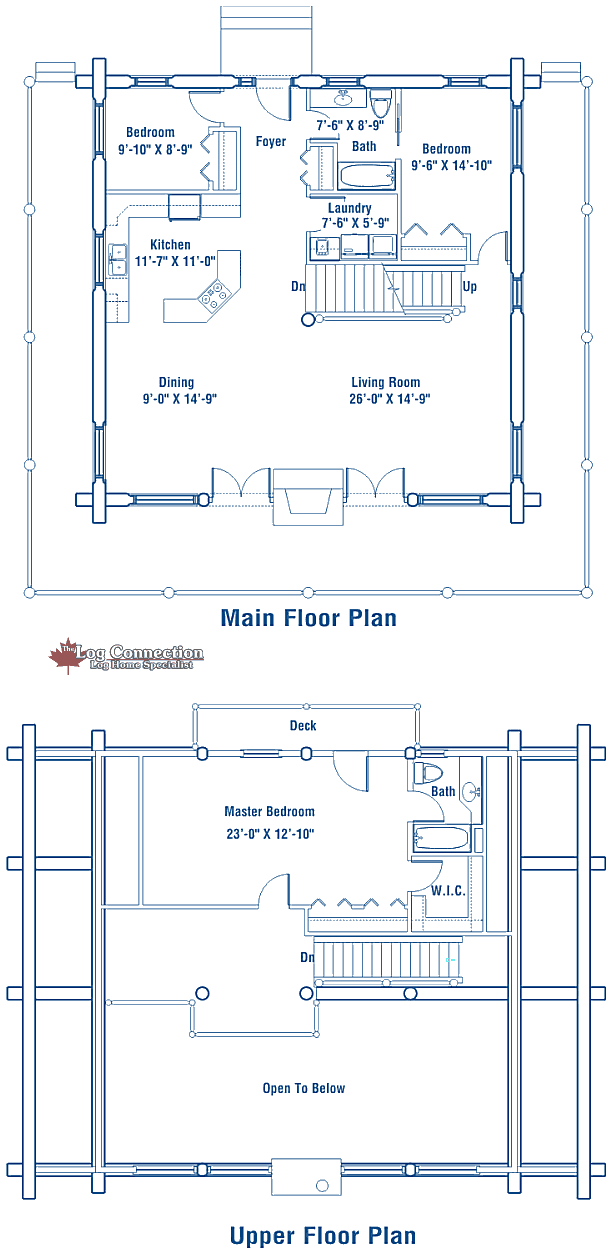 Bedroom
9'-10" X 8'-9"
Foyer
7'-6" X 8'-9"
Bath
Bedroom
9'-6" X 14'-10"
Laundry
7'-6" X 5'-9"
Kitchen
11'-7" X 11'-0"
Dn
Up
Dining
9'-0" X 14'-9"
Living Room
26'-0" X 14'-9"
Main Floor Plan
The Log Connection
Log Home Specialist
Deck
Master Bedroom
23'-0" X 12'-10"
Bath
W.I.C.
Dn
Open To Below
Upper Floor Plan